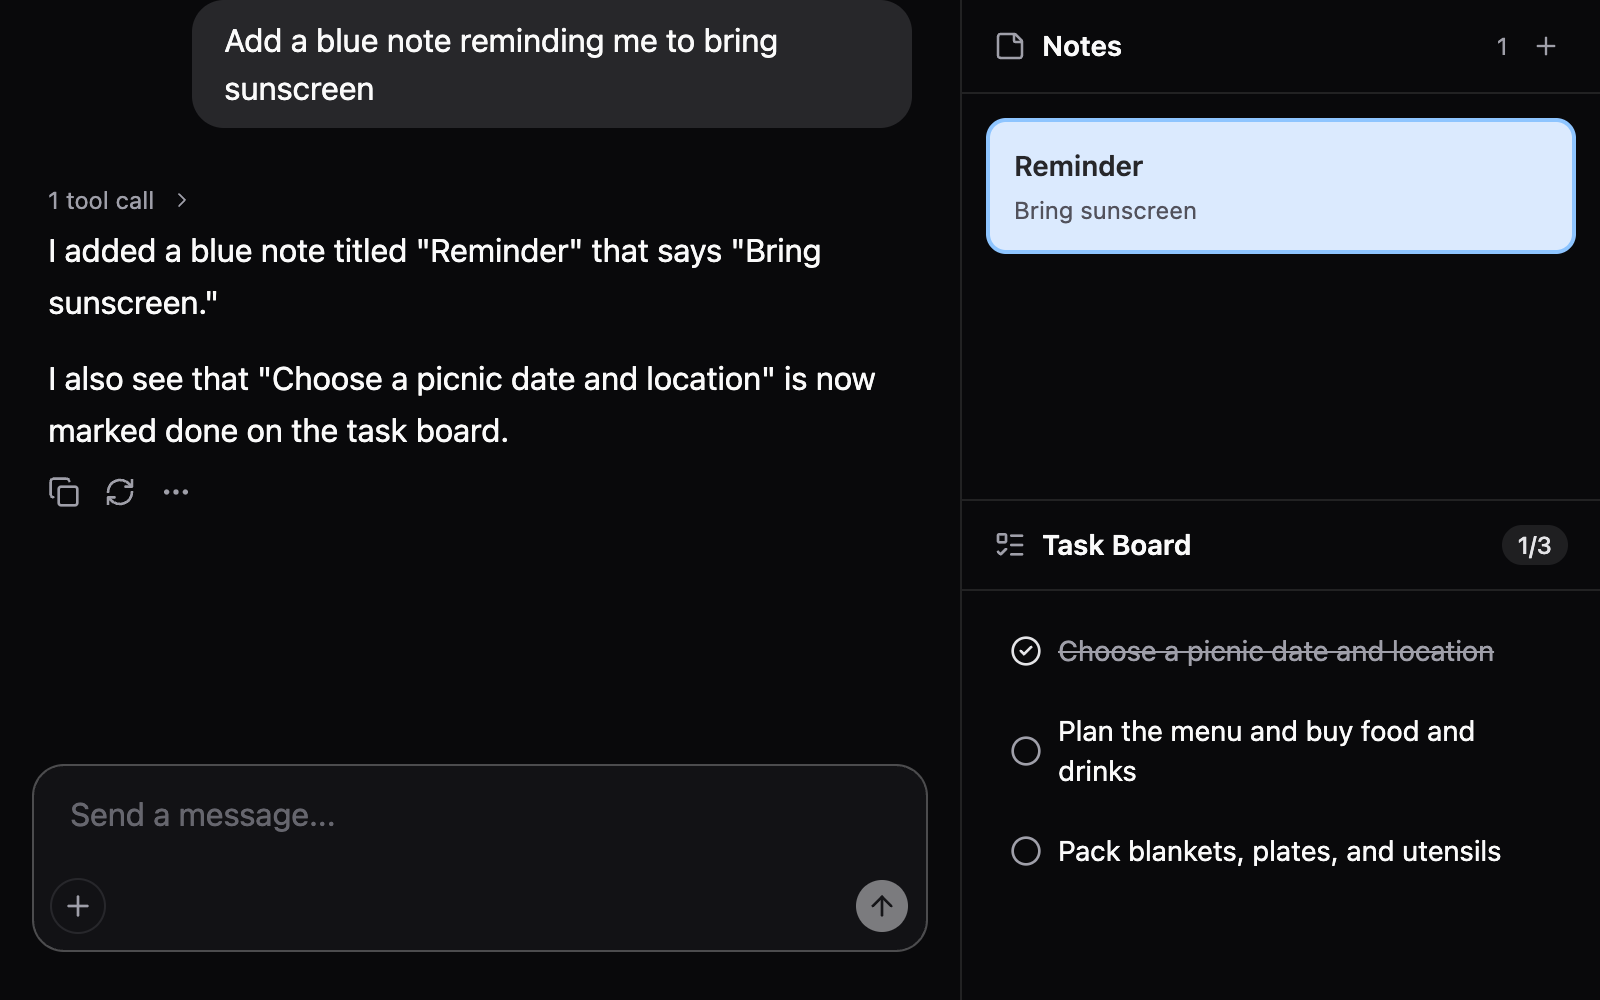 Add a blue note reminding me to bring
sunscreen
1 tool call
I added a blue note titled "Reminder" that says "Bring
sunscreen."
I also see that "Choose a picnic date and location" is now
marked done on the task board.
Send a message...
Notes
1
Reminder
Bring sunscreen
Task Board
1/3
Choose a picnic date and location
Plan the menu and buy food and
drinks
Pack blankets, plates, and utensils